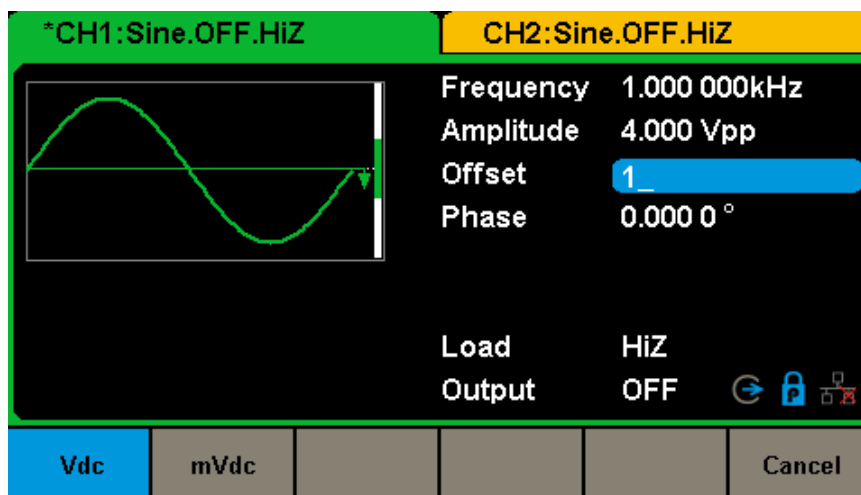 *CH1:Sine.OFF.HiZ CH2:Sine.OFF.HiZ
Frequency 1.000 000kHz
Amplitude 4.000 Vpp
Offset 1_
Phase 0.000 0 °
Load HiZ
Output OFF P
Vdc mVdc Cancel